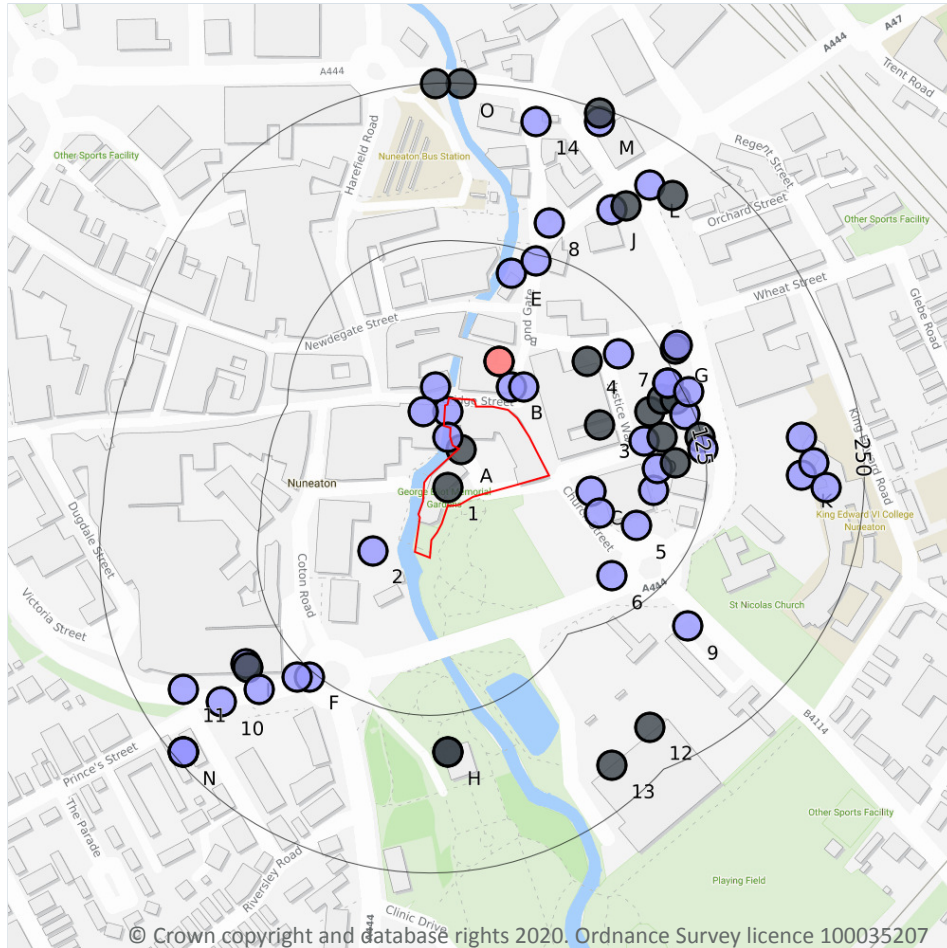 A47
A444
Trent Road
A444
O
14
M
Regent Street
Harefield Road
Nuneaton Bus Station
Other Sports Facility
L
Orchard Street
J
Other Sports Facility
8
Wheat Street
E
Glebe Road
ond Gate
B
Newdegate Street
7
G
4
B
dge Street
Justice Wa
125
King Edward Road
250
3
D
A
Nuneaton
George Eliot Memorial
Gardens
1
K
King Edward VI College
Nuneaton
Church Street
C
Dugdale Street
5
2
Coton Road
A444
6
Victoria Street
St Nicolas Church
9
F
11
10
B4114
Prince's Street
N
H
12
13
The Parade
Other Sports Facility
Riversley Road
Playing Field
Clinic Drive
A444
© Crown copyright and database rights 2020. Ordnance Survey licence 100035207